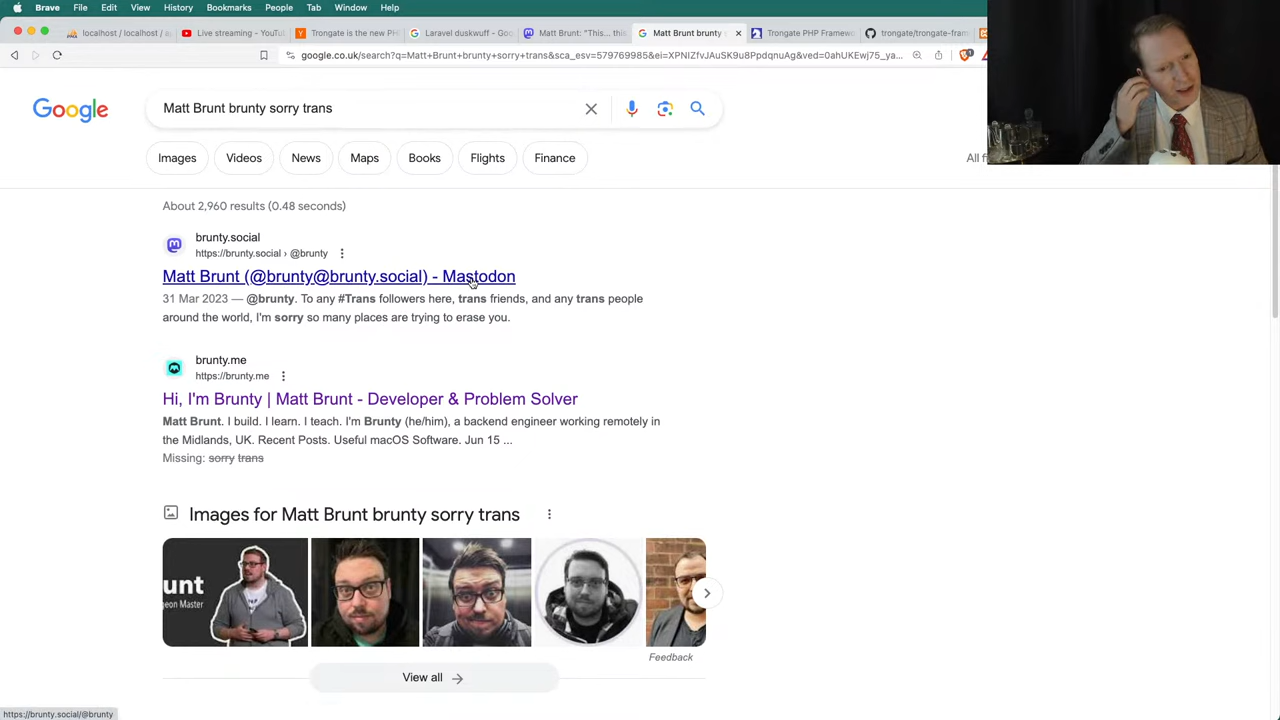 Brave File Edit View History Bookmarks People Tab Window Help
localhost / localhost / a
Live streaming - YouTu
Trongate is the new PH
Laravel duskwuff - Goo
Matt Brunt: "This... this
Matt Brunt brunty
Trongate PHP Framew
trongate/trongate-fram
google.co.uk/search?q=Matt+Brunt+brunty+sorry+trans&sca_esv=579769985&ei=XPNIZfvJAuSK9u8PpdqnuAg&ved=0ahUKEwj75_ya...
Google
Matt Brunt brunty sorry trans
Images
Videos
News
Maps
Books
Flights
Finance
About 2,960 results (0.48 seconds)
brunty.social
https://brunty.social › @brunty
Matt Brunt (@brunty@brunty.social) - Mastodon
31 Mar 2023 — @brunty. To any #Trans followers here, trans friends, and any trans people
around the world, I'm sorry so many places are trying to erase you.
brunty.me
https://brunty.me
Hi, I'm Brunty | Matt Brunt - Developer & Problem Solver
Matt Brunt. I build. I learn. I teach. I'm Brunty (he/him), a backend engineer working remotely in
the Midlands, UK. Recent Posts. Useful macOS Software. Jun 15 ...
Missing: sorry trans
Images for Matt Brunt brunty sorry trans
unt
geon Master
Feedback
View all
https://brunty.social/@brunty